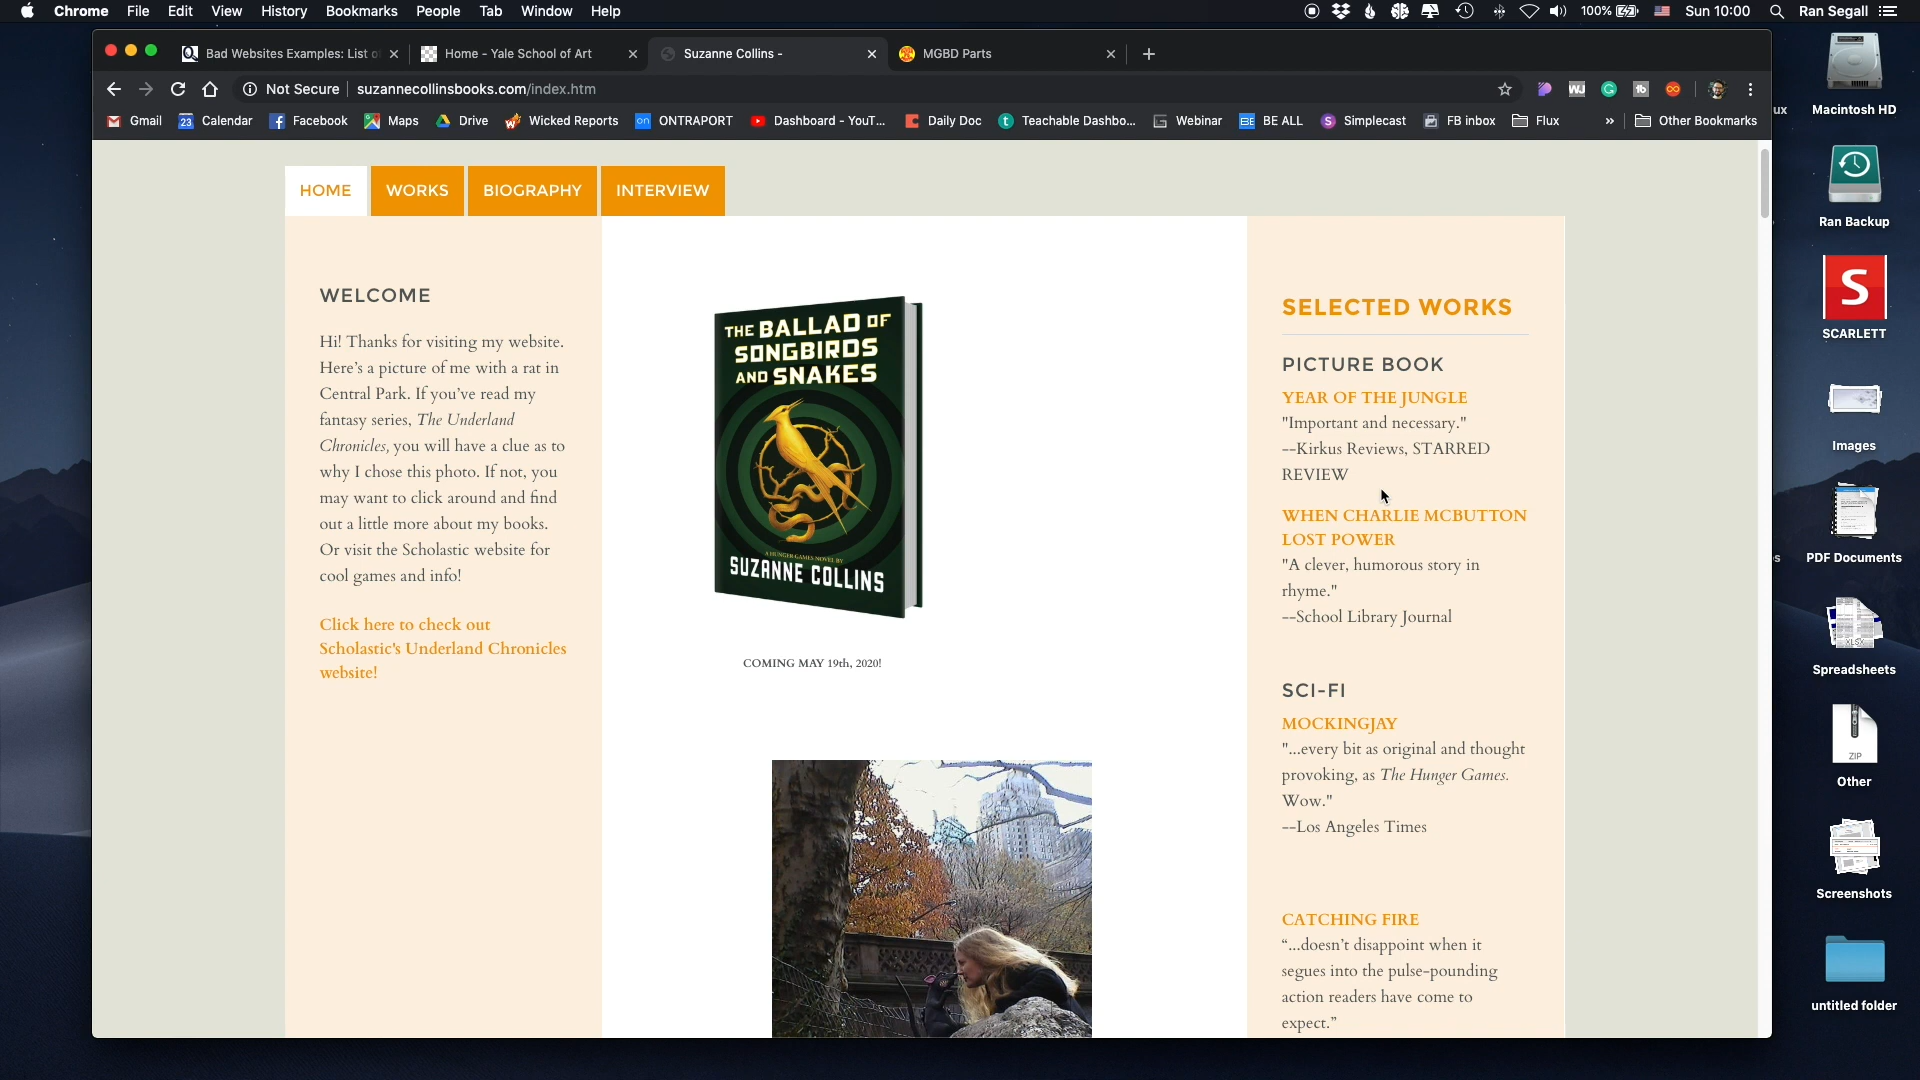 Chrome File Edit View History Bookmarks People Tab Window Help
100% Sun 10:00 Ran Segall
Bad Websites Examples: List of
Home - Yale School of Art
Suzanne Collins -
MGBD Parts
Not Secure suzannecollinsbooks.com/index.htm
Gmail Calendar Facebook Maps Drive Wicked Reports ONTRAPORT Dashboard - YouT... Daily Doc Teachable Dashbo... Webinar BE ALL Simplecast FB inbox Flux » Other Bookmarks
HOME WORKS BIOGRAPHY INTERVIEW
WELCOME
Hi! Thanks for visiting my website.
Here's a picture of me with a rat in
Central Park. If you've read my
fantasy series, The Underland
Chronicles, you will have a clue as to
why I chose this photo. If not, you
may want to click around and find
out a little more about my books.
Or visit the Scholastic website for
cool games and info!
Click here to check out
Scholastic's Underland Chronicles
website!
THE BALLAD OF
SONGBIRDS
AND SNAKES
A HUNGER GAMES NOVEL BY
SUZANNE COLLINS
COMING MAY 19th, 2020!
SELECTED WORKS
PICTURE BOOK
YEAR OF THE JUNGLE
"Important and necessary."
--Kirkus Reviews, STARRED
REVIEW
WHEN CHARLIE MCBUTTON
LOST POWER
"A clever, humorous story in
rhyme."
--School Library Journal
SCI-FI
MOCKINGJAY
"...every bit as original and thought
provoking, as The Hunger Games.
Wow."
--Los Angeles Times
CATCHING FIRE
“...doesn't disappoint when it
segues into the pulse-pounding
action readers have come to
expect.”
Macintosh HD
Ran Backup
S
SCARLETT
Images
PDF Documents
XLSX
Spreadsheets
ZIP
Other
Screenshots
untitled folder